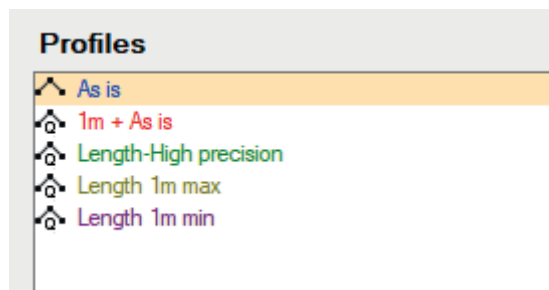 Profiles
As is
1m + As is
Length-High precision
Length 1m max
Length 1m min